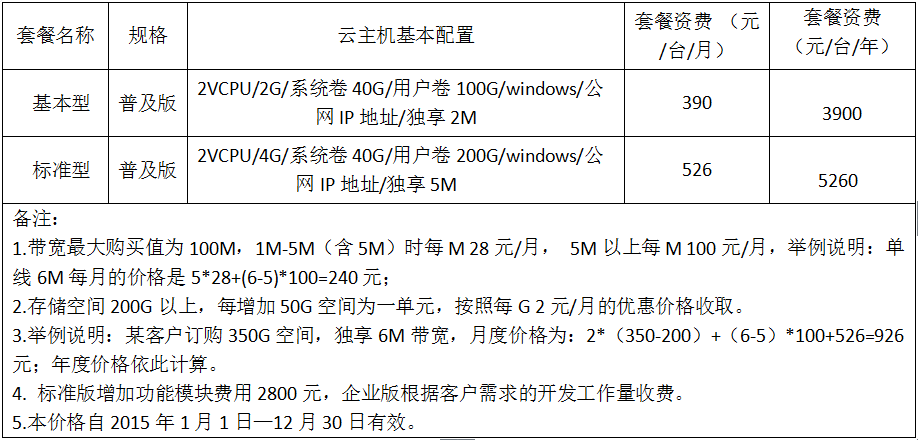 套餐名称 规格 云主机基本配置 套餐资费 （元/台/月） 套餐资费（元/台/年）
基本型 普及版 2VCPU/2G/系统卷 40G/用户卷 100G/windows/公网 IP 地址/独享 2M 390 3900
标准型 普及版 2VCPU/4G/系统卷 40G/用户卷 200G/windows/公网 IP 地址/独享 5M 526 5260
备注：
1.带宽最大购买值为 100M，1M-5M（含 5M）时每 M 28 元/月， 5M 以上每 M 100 元/月，举例说明：单
线 6M 每月的价格是 5*28+(6-5)*100=240 元；
2.存储空间 200G 以上，每增加 50G 空间为一单元，按照每 G 2 元/月的优惠价格收取。
3.举例说明：某客户订购 350G 空间，独享 6M 带宽，月度价格为：2*（350-200）+（6-5）*100+526=926
元；年度价格依此计算。
4. 标准版增加功能模块费用 2800 元，企业版根据客户需求的开发工作量收费。
5.本价格自 2015 年 1 月 1 日—12 月 30 日有效。